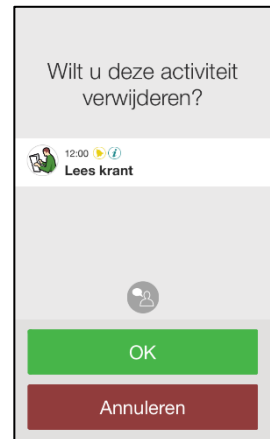 Wilt u deze activiteit
verwijderen?
12:00 i
Lees krant
OK
Annuleren